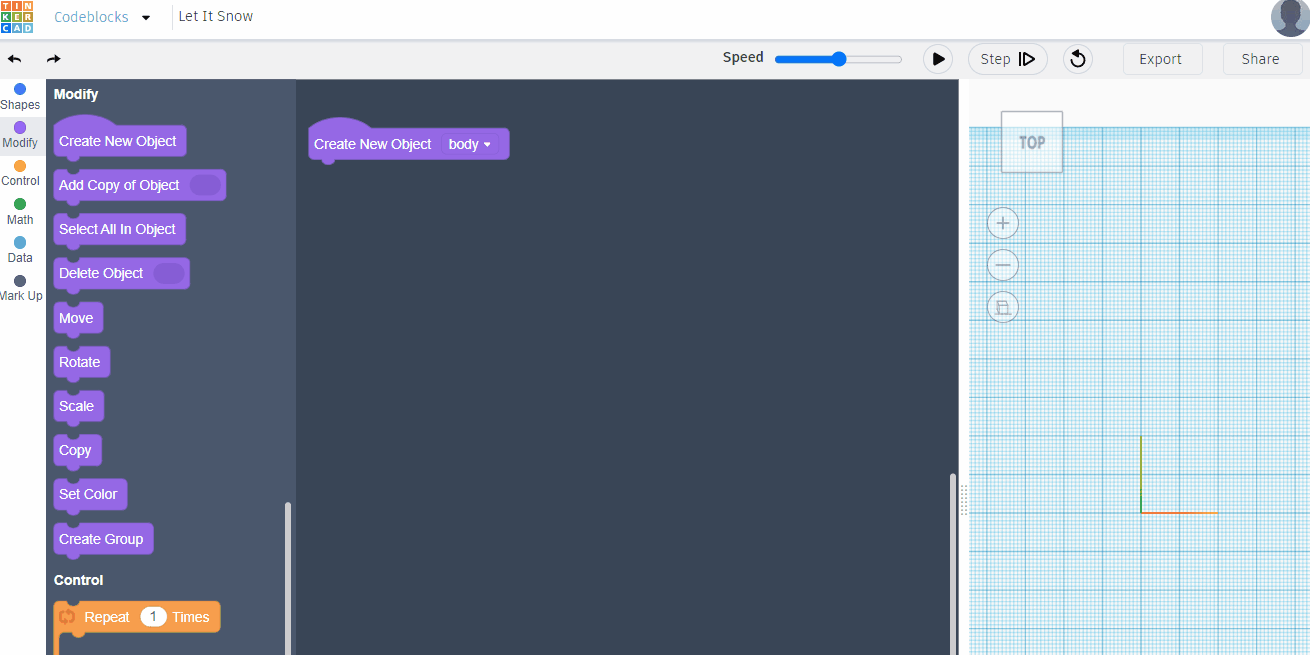 TIN
KER
CAD
Codeblocks
Let It Snow
Speed
Step
Export
Share
Shapes
Modify
Control
Math
Data
Mark Up
Modify
Create New Object
Add Copy of Object
Select All In Object
Delete Object
Move
Rotate
Scale
Copy
Set Color
Create Group
Control
Repeat 1 Times
Create New Object body
TOP